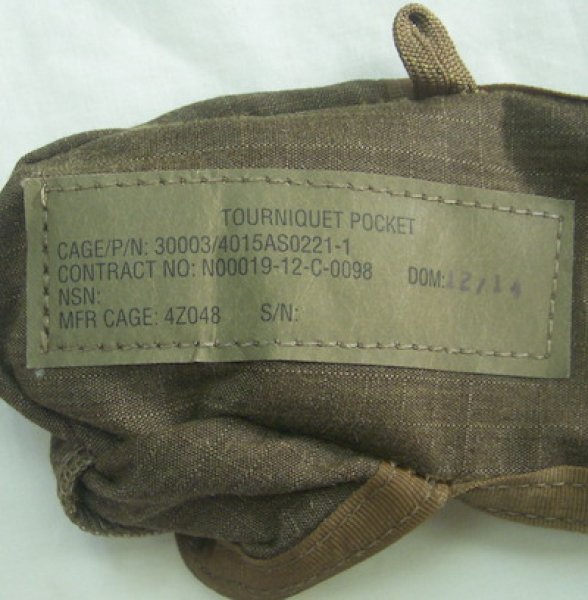 TOURNIQUET POCKET
CAGE/P/N: 30003/4015AS0221-1
CONTRACT NO: N00019-12-C-0098 DOM: 12/14
NSN:
MFR CAGE: 4Z048 S/N: